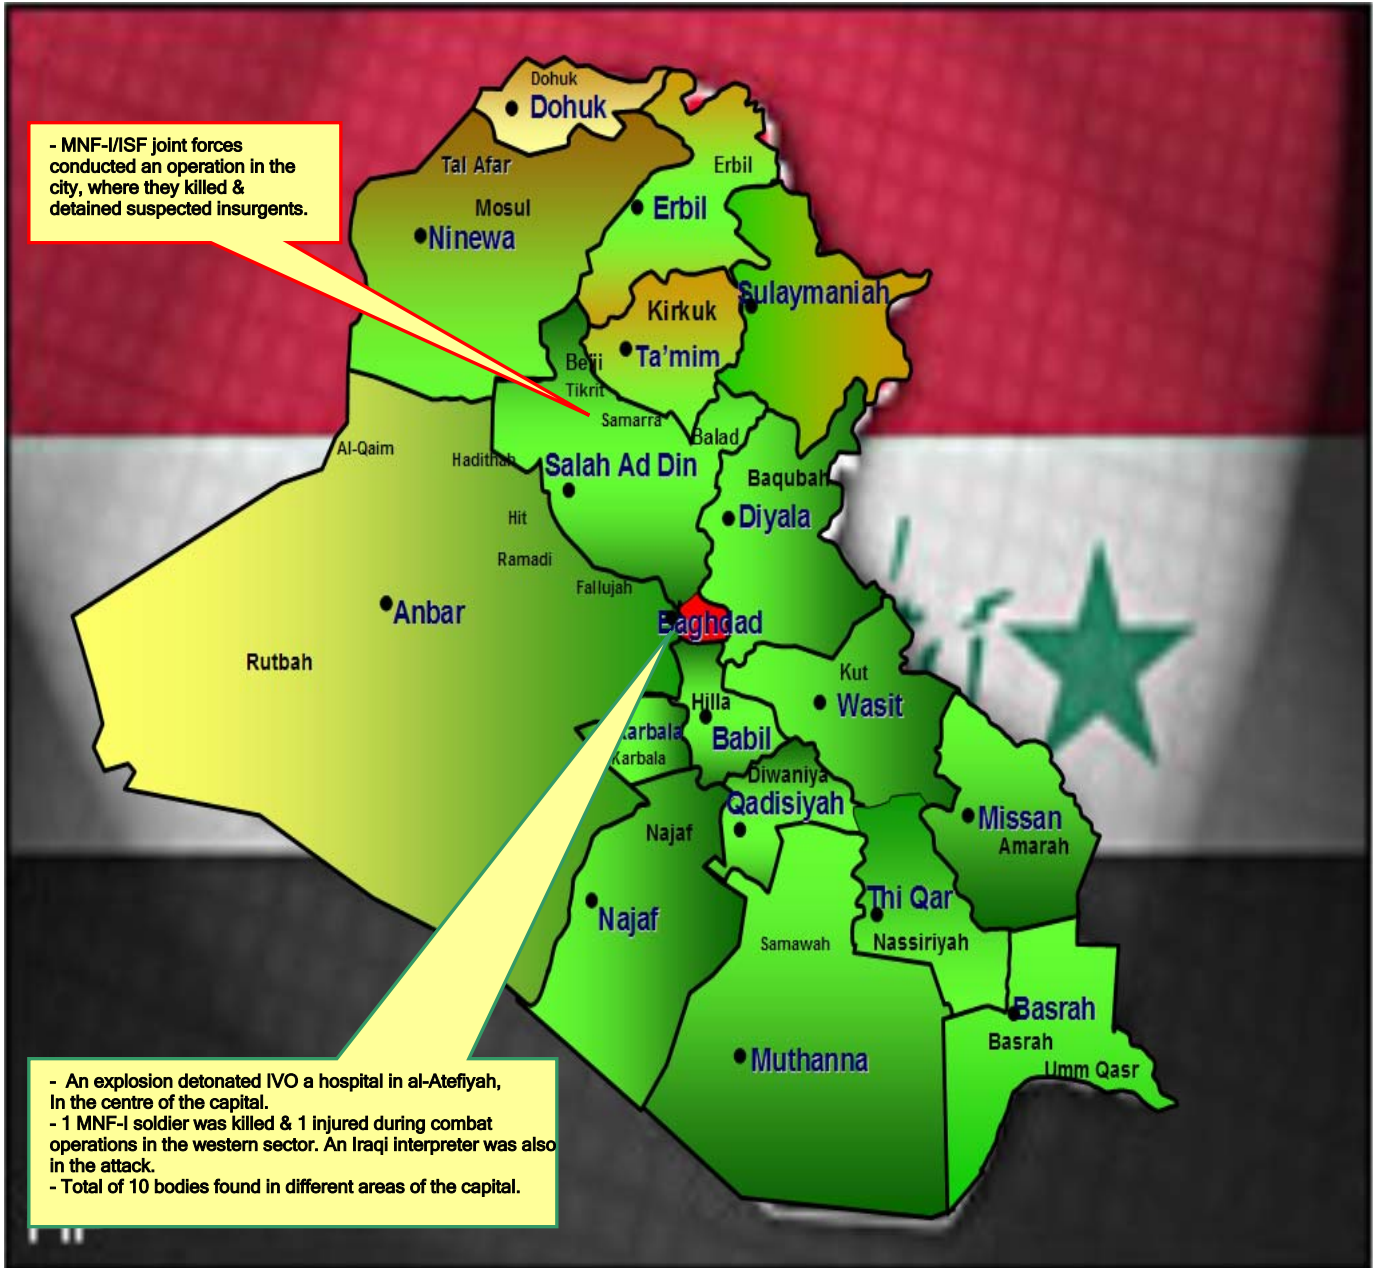 Dohuk
Dohuk
- MNF-I/ISF joint forces
conducted an operation in the
city, where they killed &
detained suspected insurgents.
Tal Afar
Erbil
Mosul
Erbil
Ninewa
Sulaymaniah
Kirkuk
Ta'mim
Beiji
Tikrit
Samarra
Balad
Al-Qaim
Hadithah
Salah Ad Din
Baqubah
Diyala
Hit
Ramadi
Fallujah
Anbar
Baghdad
Rutbah
Kut
Hilla
Wasit
Karbala
Babil
Karbala
Diwaniya
Qadisiyah
Missan
Najaf
Amarah
Thi Qar
Najaf
Samawah
Nassiriyah
Basrah
Basrah
Muthanna
Umm Qasr
- An explosion detonated IVO a hospital in al-Atefiyah,
In the centre of the capital.
- 1 MNF-I soldier was killed & 1 injured during combat
operations in the western sector. An Iraqi interpreter was also
in the attack.
- Total of 10 bodies found in different areas of the capital.